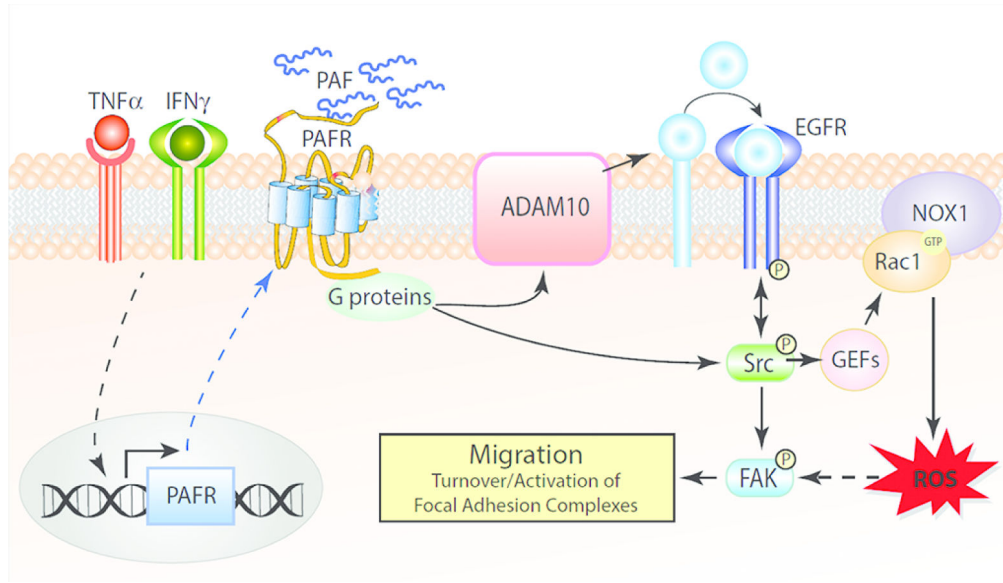 PAF
TNFα
IFNγ
PAFR
EGFR
ADAM10
NOX1
GTP
Rac1
P
G proteins
P
Src
GEFs
Migration
Turnover/Activation of
Focal Adhesion Complexes
P
FAK
ROS
PAFR